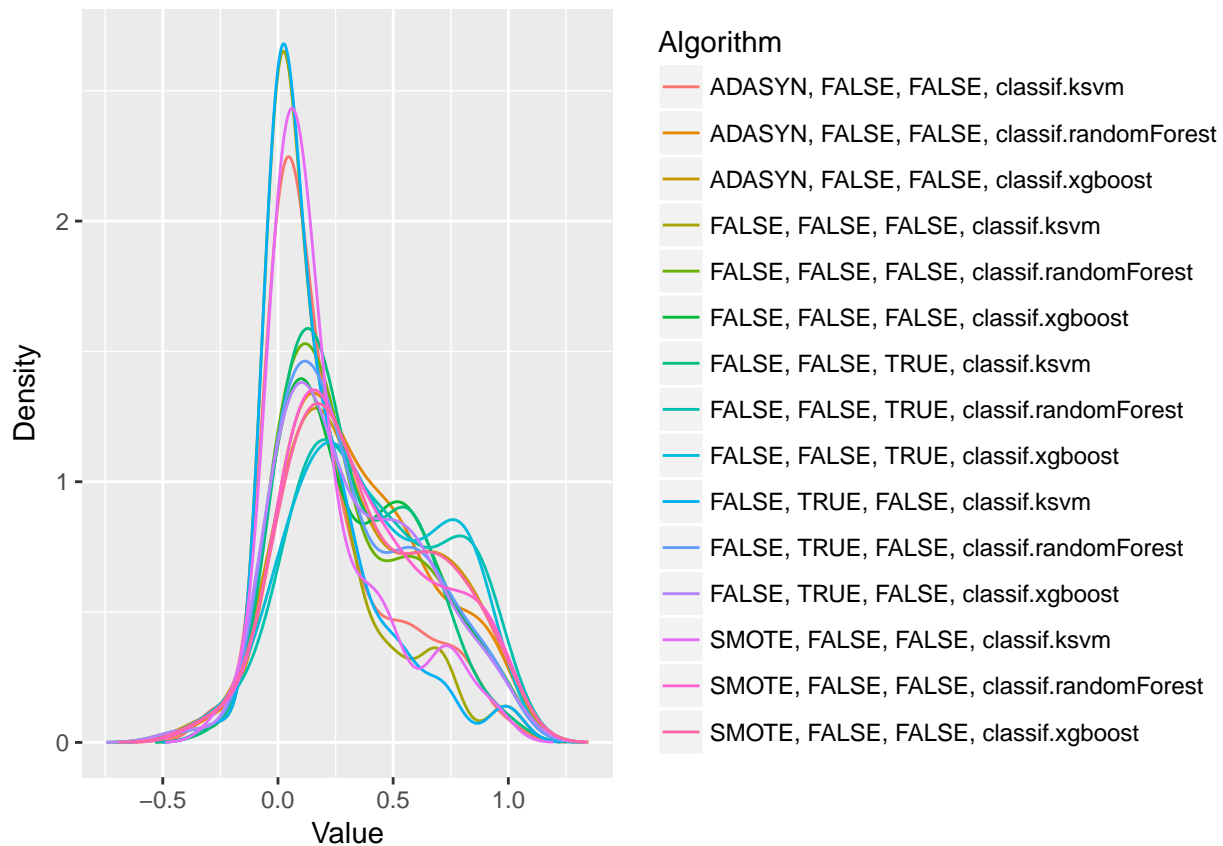 Algorithm
ADASYN, FALSE, FALSE, classif.ksvm
ADASYN, FALSE, FALSE, classif.randomForest
ADASYN, FALSE, FALSE, classif.xgboost
FALSE, FALSE, FALSE, classif.ksvm
FALSE, FALSE, FALSE, classif.randomForest
FALSE, FALSE, FALSE, classif.xgboost
FALSE, FALSE, TRUE, classif.ksvm
FALSE, FALSE, TRUE, classif.randomForest
FALSE, FALSE, TRUE, classif.xgboost
FALSE, TRUE, FALSE, classif.ksvm
FALSE, TRUE, FALSE, classif.randomForest
FALSE, TRUE, FALSE, classif.xgboost
SMOTE, FALSE, FALSE, classif.ksvm
SMOTE, FALSE, FALSE, classif.randomForest
SMOTE, FALSE, FALSE, classif.xgboost
Density
2
1
0
−0.5 0.0 0.5 1.0
Value